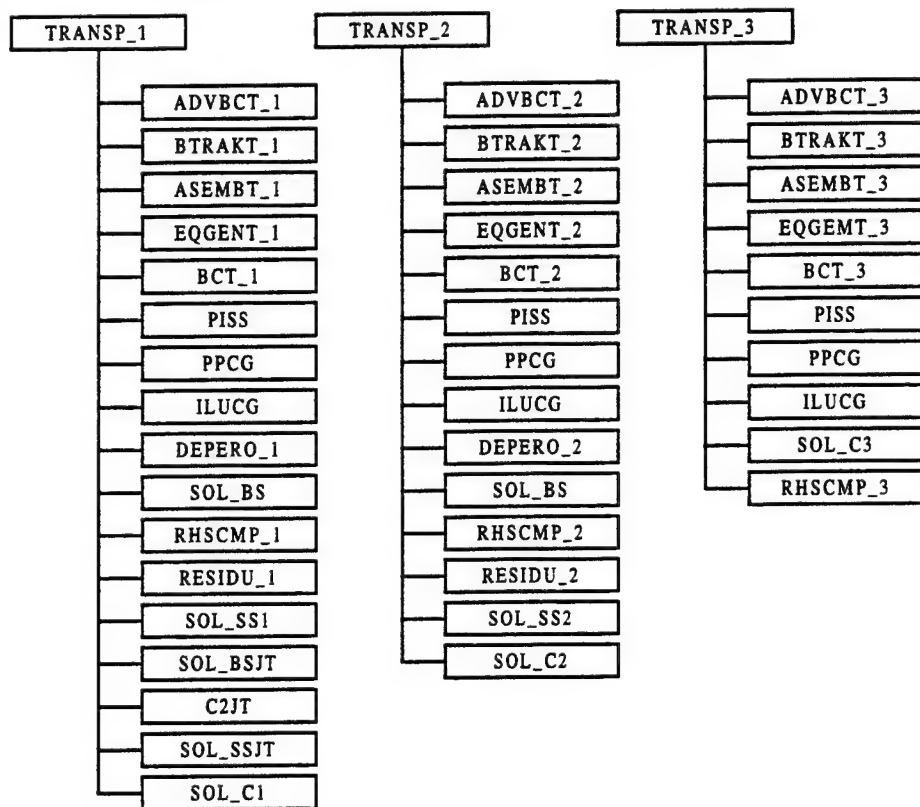 TRANSP_1
ADVBCT_1
BTRAKT_1
ASEMBT_1
EQGENT_1
BCT_1
PISS
PPCG
ILUCG
DEPERO_1
SOL_BS
RHSCMP_1
RESIDU_1
SOL_SS1
SOL_BSJT
C2JT
SOL_SSJT
SOL_C1
TRANSP_2
ADVBCT_2
BTRAKT_2
ASEMBT_2
EQGENT_2
BCT_2
PISS
PPCG
ILUCG
DEPERO_2
SOL_BS
RHSCMP_2
RESIDU_2
SOL_SS2
SOL_C2
TRANSP_3
ADVBCT_3
BTRAKT_3
ASEMBT_3
EQGEMT_3
BCT_3
PISS
PPCG
ILUCG
SOL_C3
RHSCMP_3